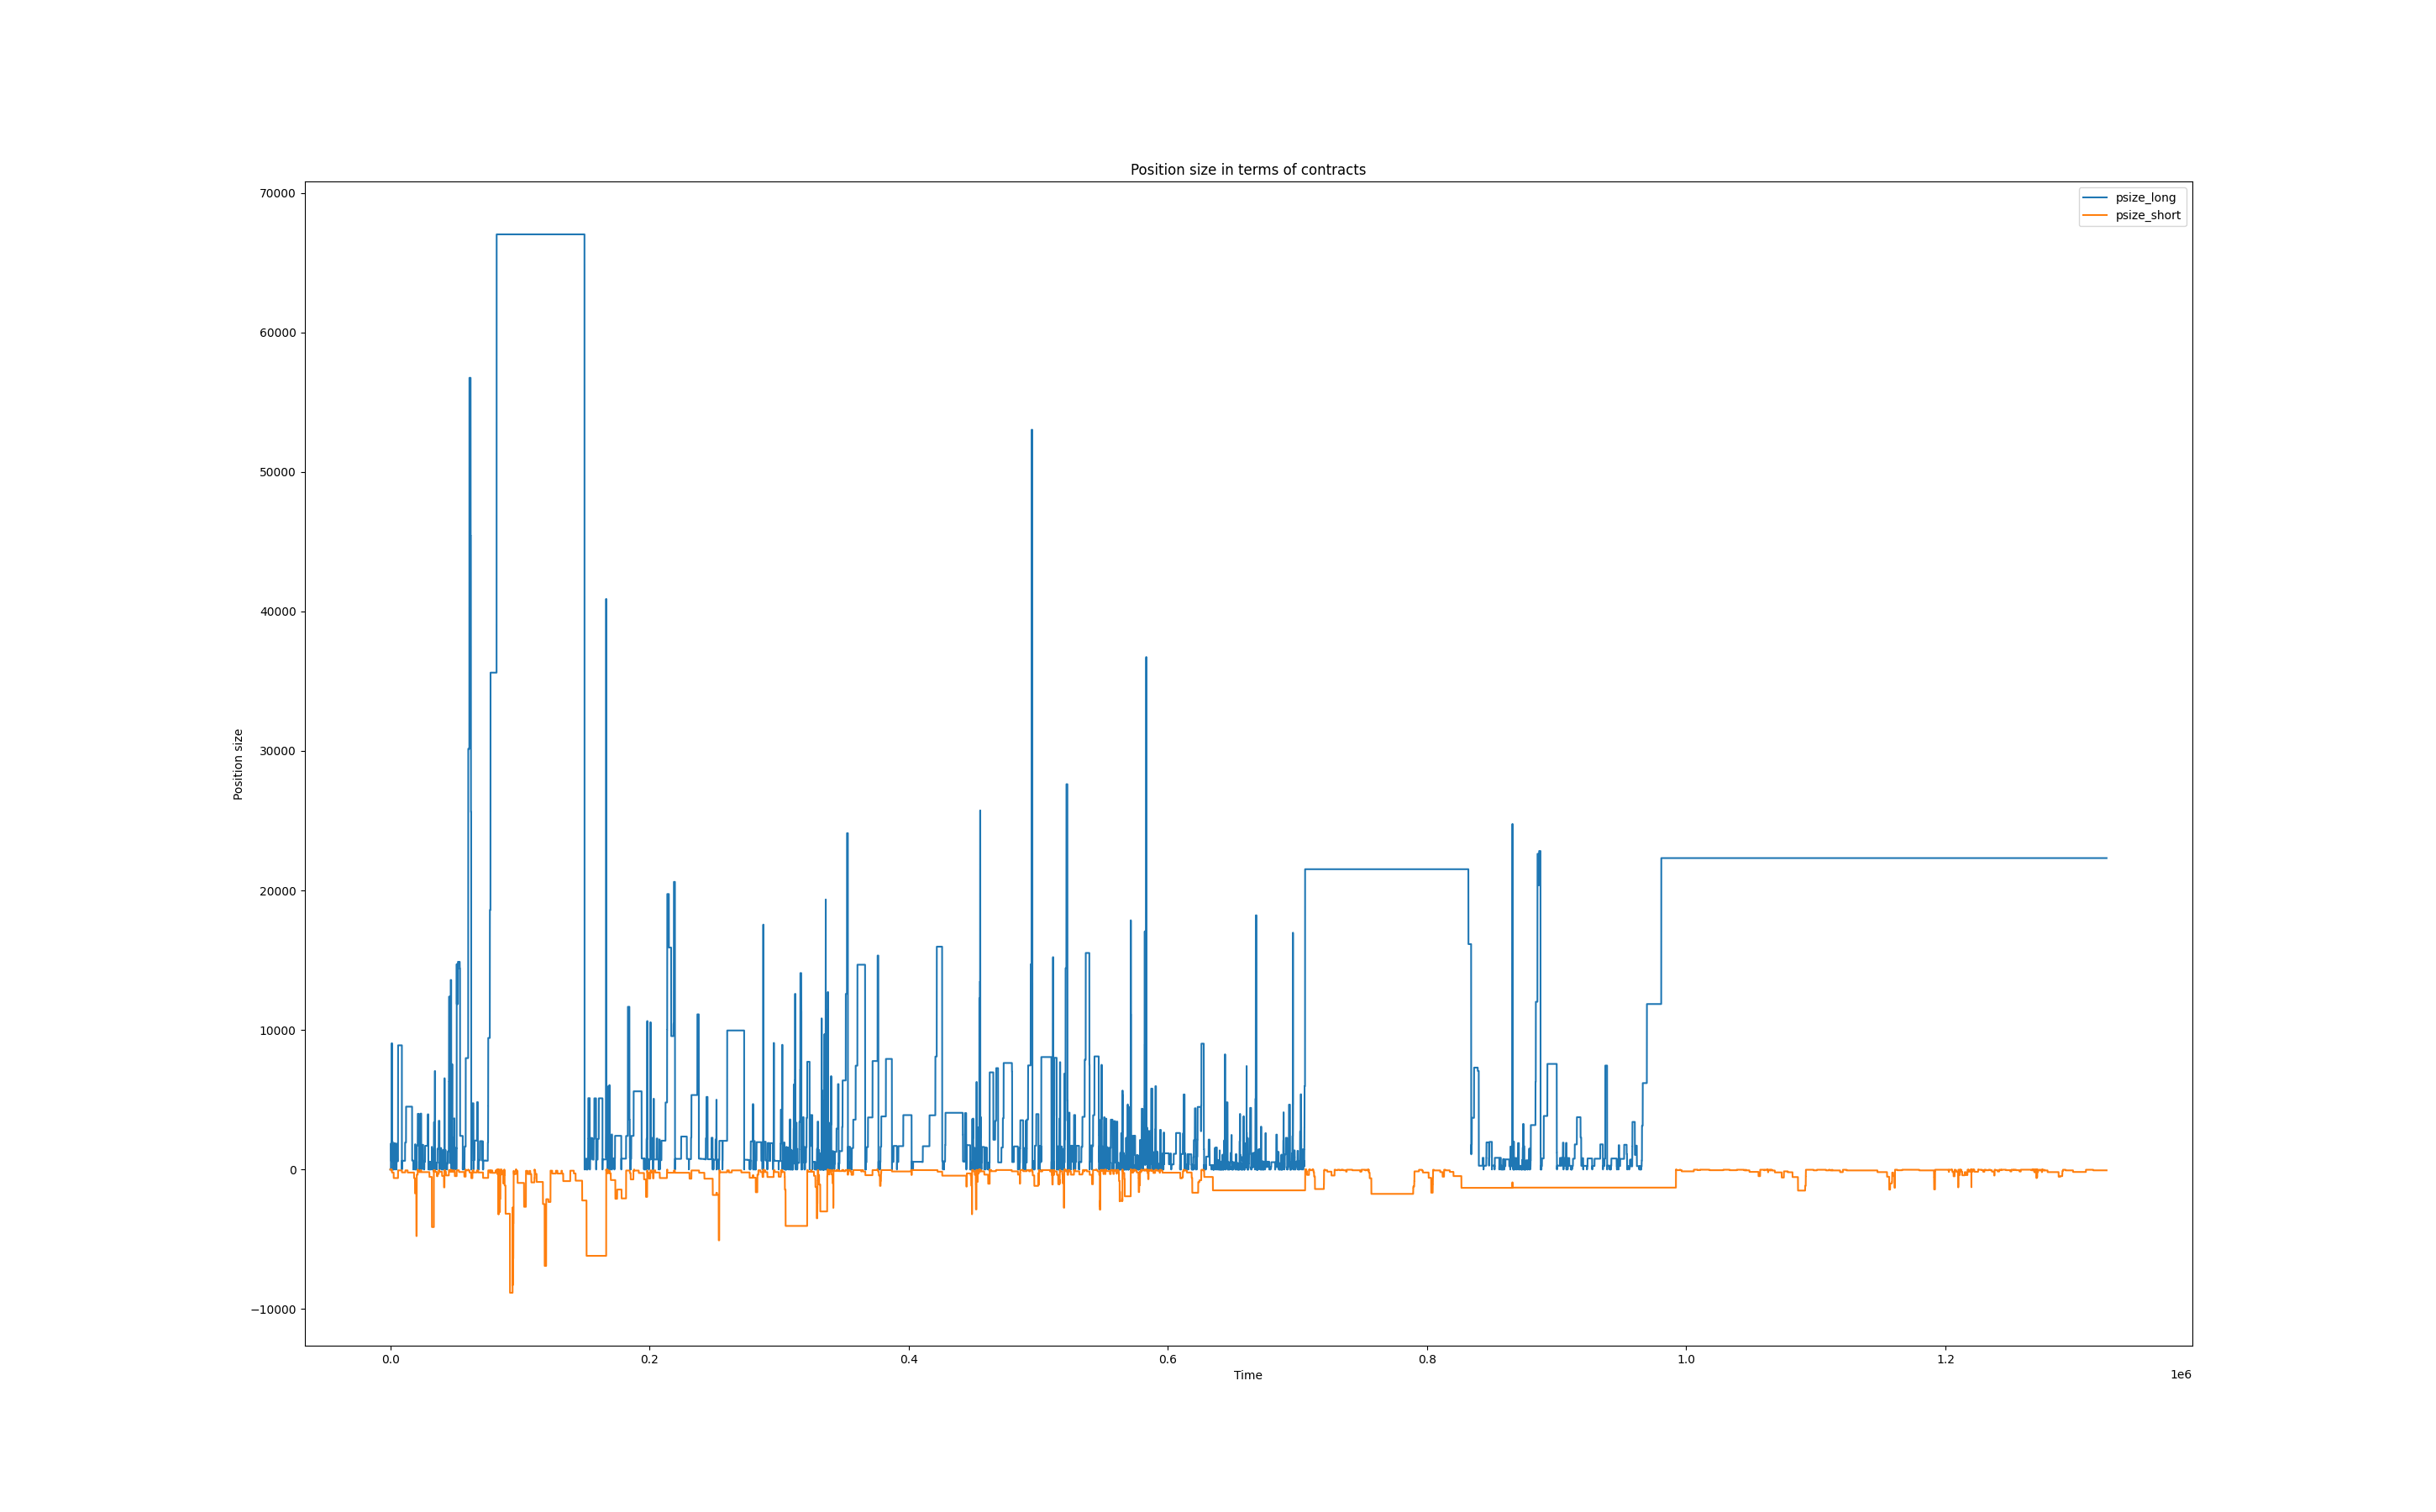 Position size in terms of contracts
psize_long
psize_short
70000
60000
50000
40000
30000
20000
10000
0
−10000
Position size
0.0 0.2 0.4 0.6 0.8 1.0 1.2
Time
1e6